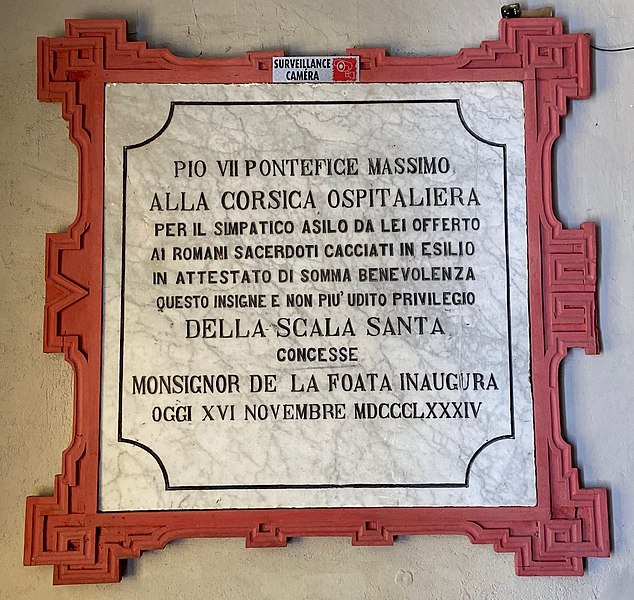 SURVEILLANCE
CAMÉRA
PIO VII PONTEFICE MASSIMO
ALLA CORSICA OSPITALIERA
PER IL SIMPATICO ASILO DA LEI OFFERTO
AI ROMANI SACERDOTI CACCIATI IN ESILIO
IN ATTESTATO DI SOMMA BENEVOLENZA
QUESTO INSIGNE E NON PIU' UDITO PRIVILEGIO
DELLA SCALA SANTA
CONCESSE
MONSIGNOR DE LA FOATA INAUGURA
OGGI XVI NOVEMBRE MDCCCLXXXIV